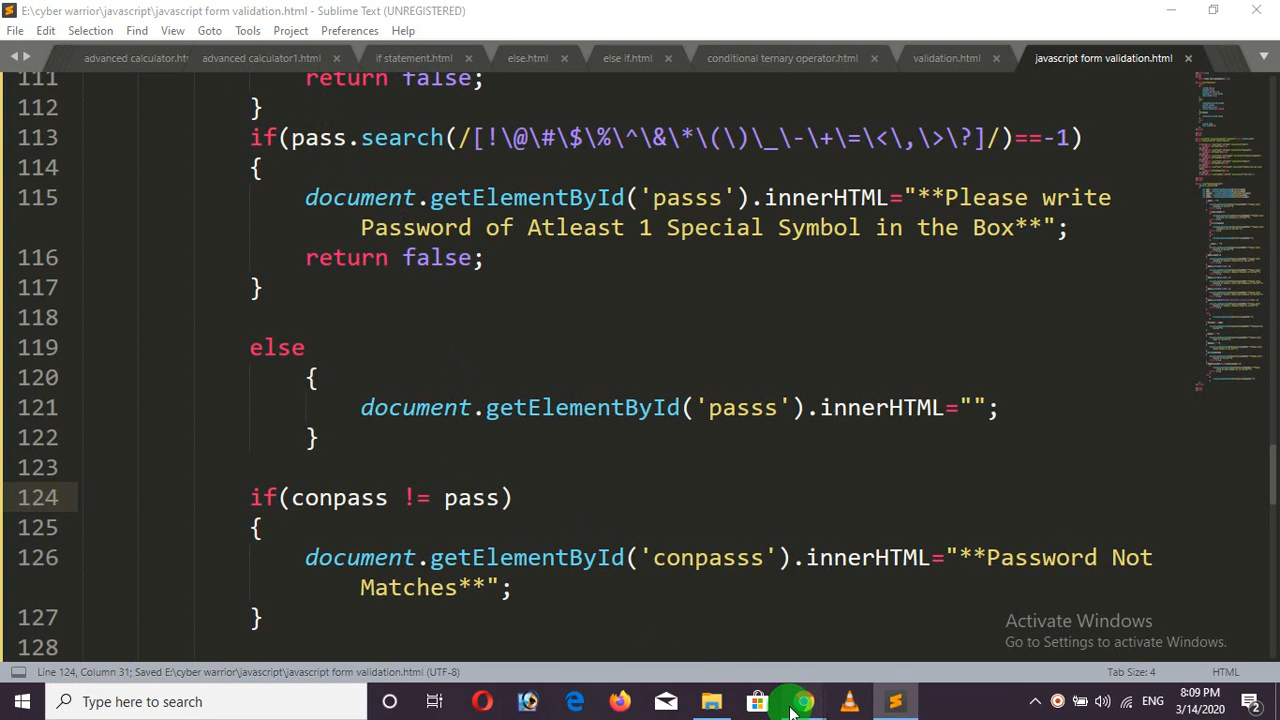 E:\cyber warrior\javascript\javascript form validation.html - Sublime Text (UNREGISTERED)
File Edit Selection Find View Goto Tools Project Preferences Help
advanced calculator.ht advanced calculator1.html if statement.html else.html else if.html conditional ternary operator.html validation.html javascript form validation.html
111 return false;
112 }
113 if(pass.search(/[!\@\#\$\%\^\&\*\(\)\_\-\+\=\<\,\>\?]/)==-1)
114 {
115 document.getElementById('passs').innerHTML="**Please write
Password of Atleast 1 Special Symbol in the Box**";
116 return false;
117 }
118
119 else
120 {
121 document.getElementById('passs').innerHTML="";
122 }
123
124 if(conpass != pass)
125 {
126 document.getElementById('conpasss').innerHTML="**Password Not
Matches**";
127 }
128
Activate Windows
Go to Settings to activate Windows.
Line 124, Column 31; Saved E:\cyber warrior\javascript\javascript form validation.html (UTF-8) Tab Size: 4 HTML
Type here to search ENG 8:09 PM
3/14/2020 2